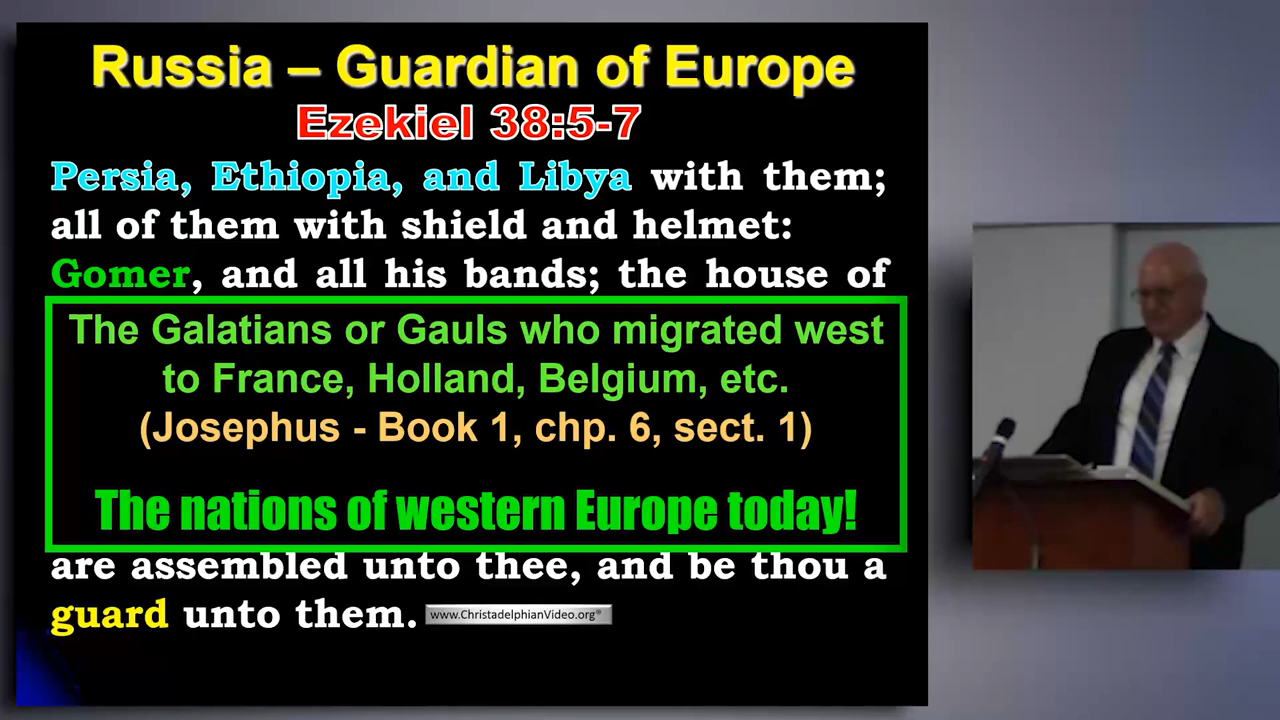 Russia – Guardian of Europe
Ezekiel 38:5-7
Persia, Ethiopia, and Libya with them;
all of them with shield and helmet:
Gomer, and all his bands; the house of
The Galatians or Gauls who migrated west
to France, Holland, Belgium, etc.
(Josephus - Book 1, chp. 6, sect. 1)
The nations of western Europe today!
are assembled unto thee, and be thou a
guard unto them.
www.ChristadelphianVideo.org®